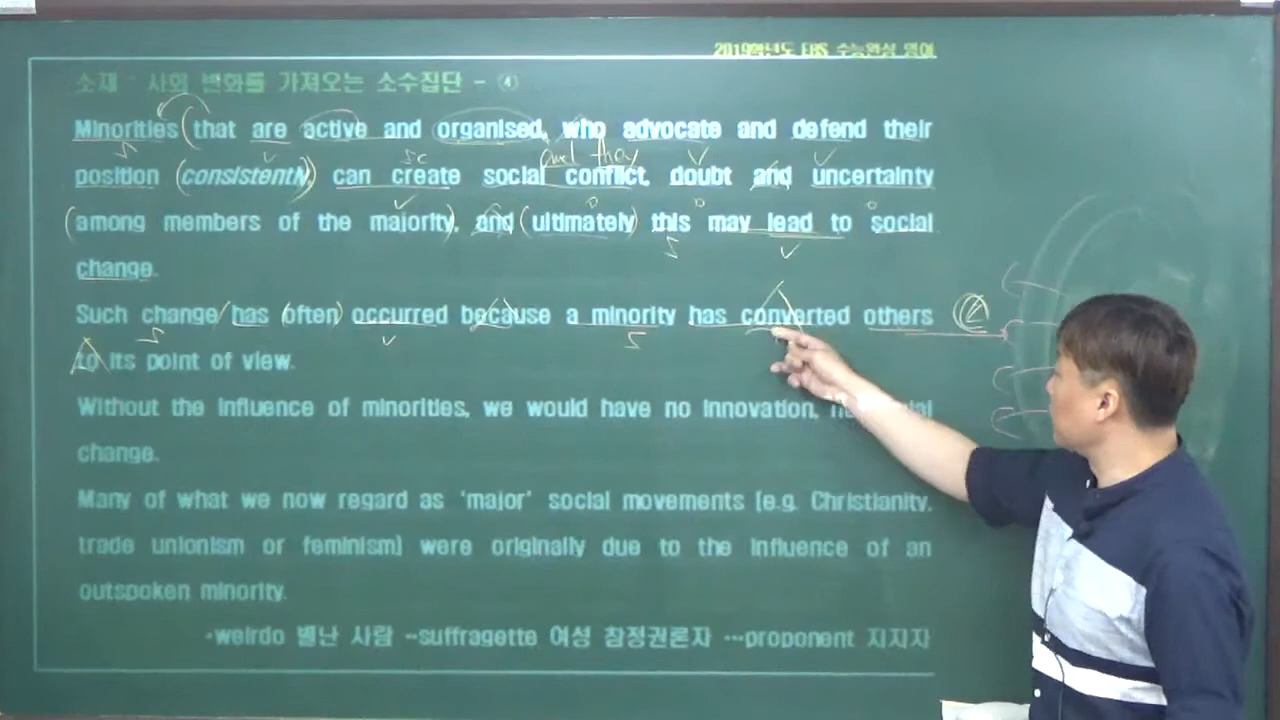 2019학년도 EBS 수능완성 영어
소재 : 사회 변화를 가져오는 소수집단 - ④
Minorities that are active and organised, who advocate and defend their
and they
position (consistently) can create social conflict, doubt and uncertainty
among members of the majority, and ultimately this may lead to social
change.
Such change has often occurred because a minority has converted others
to its point of view.
Without the influence of minorities, we would have no innovation,
change.
Many of what we now regard as 'major' social movements [e.g. Christianity,
trade unionism or feminism] were originally due to the influence of an
outspoken minority.
*weirdo 별난 사람 **suffragette 여성 참정권론자 ***proponent 지지자